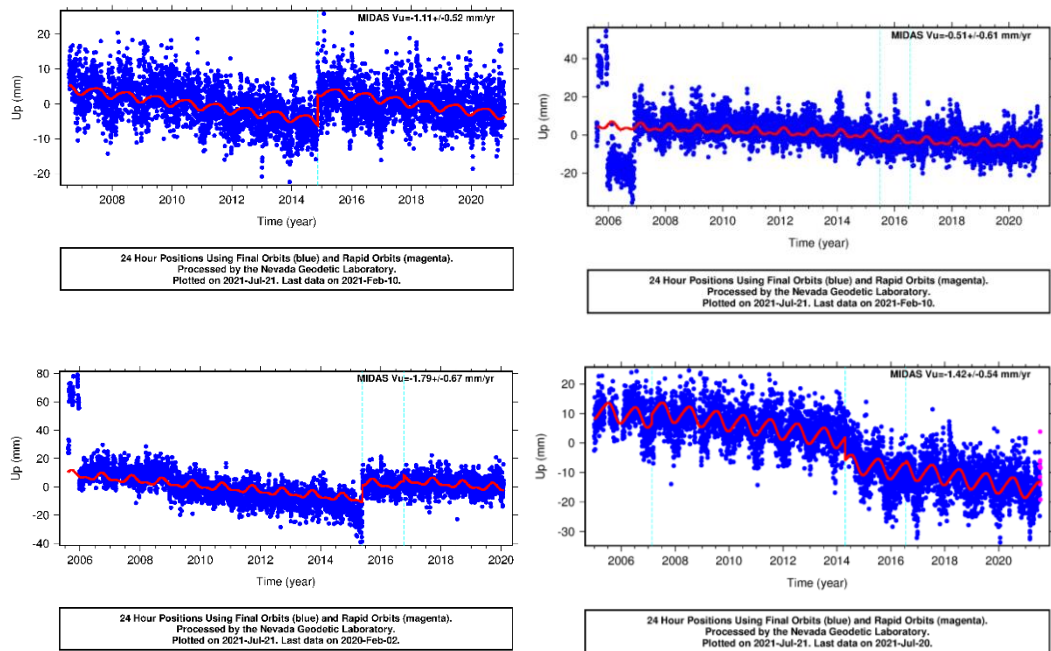 MIDAS Vu=-1.11+/-0.52 mm/yr
20
10
0
-10
-20
Up (mm)
2008 2010 2012 2014 2016 2018 2020
Time (year)
24 Hour Positions Using Final Orbits (blue) and Rapid Orbits (magenta).
Processed by the Nevada Geodetic Laboratory.
Plotted on 2021-Jul-21. Last data on 2021-Feb-10.
MIDAS Vu=-0.51+/-0.61 mm/yr
40
20
0
-20
Up (mm)
2006 2008 2010 2012 2014 2016 2018 2020
Time (year)
24 Hour Positions Using Final Orbits (blue) and Rapid Orbits (magenta).
Processed by the Nevada Geodetic Laboratory.
Plotted on 2021-Jul-21. Last data on 2021-Feb-10.
MIDAS Vu=-1.79+/-0.67 mm/yr
80
60
40
20
0
-20
-40
Up (mm)
2006 2008 2010 2012 2014 2016 2018 2020
Time (year)
24 Hour Positions Using Final Orbits (blue) and Rapid Orbits (magenta).
Processed by the Nevada Geodetic Laboratory.
Plotted on 2021-Jul-21. Last data on 2020-Feb-02.
MIDAS Vu=-1.42+/-0.54 mm/yr
20
10
0
-10
-20
-30
Up (mm)
2006 2008 2010 2012 2014 2016 2018 2020
Time (year)
24 Hour Positions Using Final Orbits (blue) and Rapid Orbits (magenta).
Processed by the Nevada Geodetic Laboratory.
Plotted on 2021-Jul-21. Last data on 2021-Jul-20.